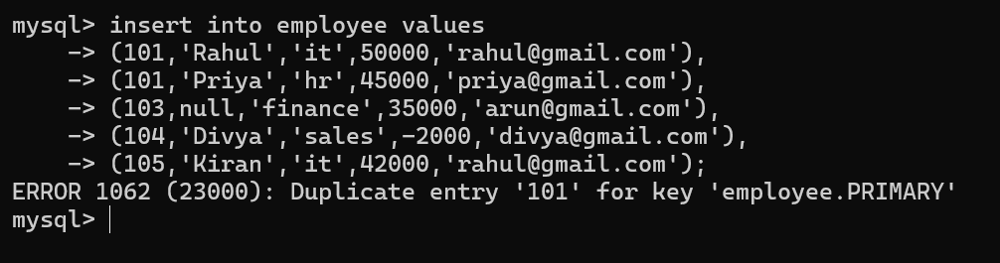 mysql> insert into employee values
    -> (101,'Rahul','it',50000,'rahul@gmail.com'),
    -> (101,'Priya','hr',45000,'priya@gmail.com'),
    -> (103,null,'finance',35000,'arun@gmail.com'),
    -> (104,'Divya','sales',-2000,'divya@gmail.com'),
    -> (105,'Kiran','it',42000,'rahul@gmail.com');
ERROR 1062 (23000): Duplicate entry '101' for key 'employee.PRIMARY'
mysql>